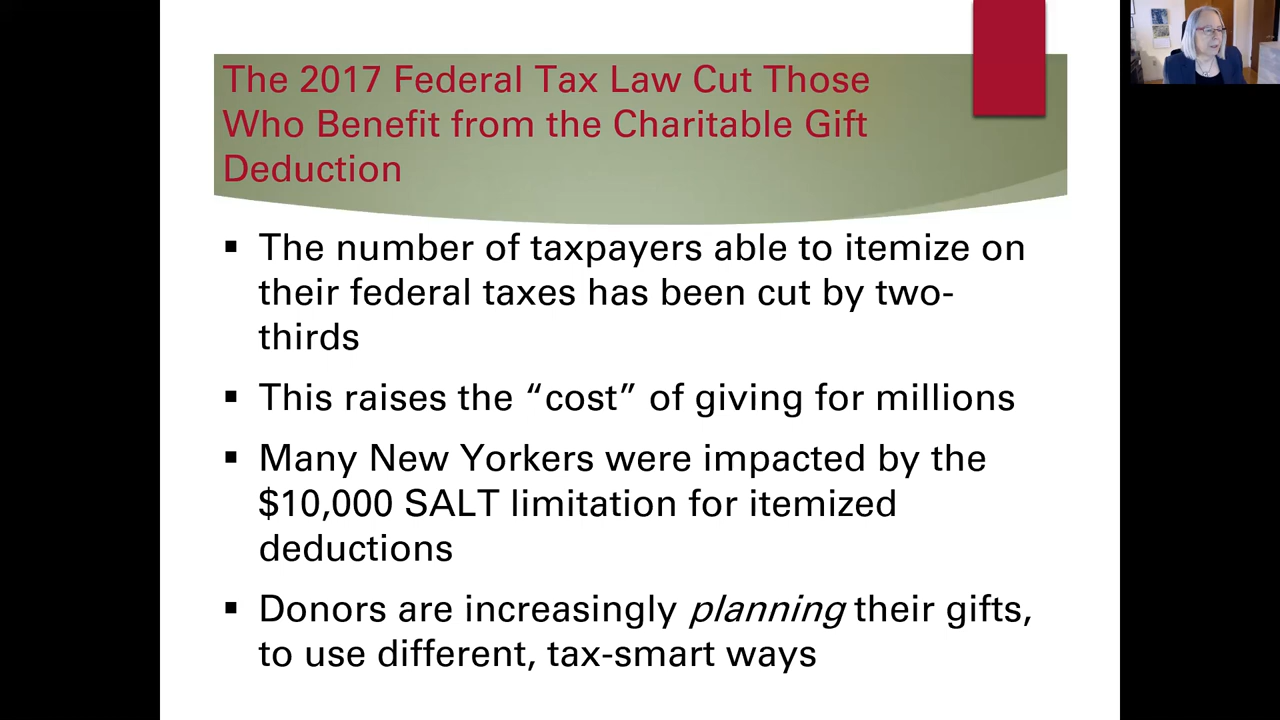 The 2017 Federal Tax Law Cut Those
Who Benefit from the Charitable Gift
Deduction
▪ The number of taxpayers able to itemize on
their federal taxes has been cut by two-
thirds
▪ This raises the “cost” of giving for millions
▪ Many New Yorkers were impacted by the
$10,000 SALT limitation for itemized
deductions
▪ Donors are increasingly planning their gifts,
to use different, tax-smart ways